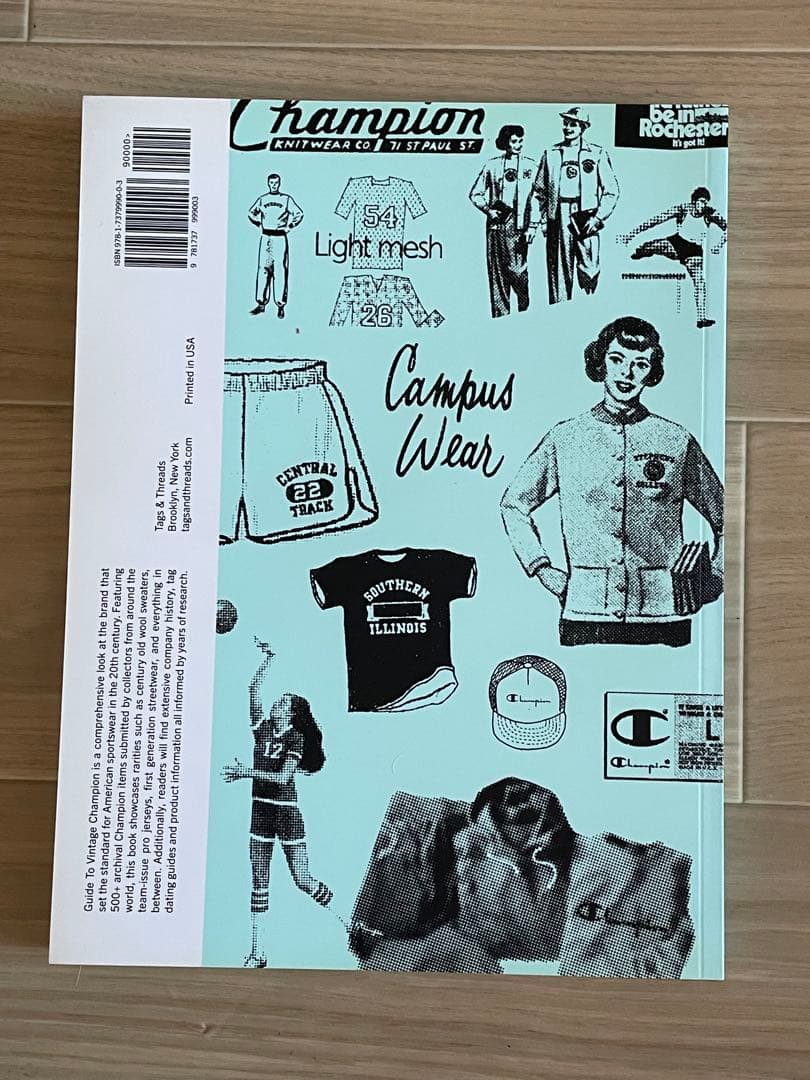 Champion
KNITWEAR CO. 71 ST PAUL ST.
be in
Rochester
It's got it!
54
Light mesh
26
Campus
Wear
CENTRAL
22
TRACK
STEPHENS
COLLEGE
SOUTHERN
ILLINOIS
Champion
12
L
Champion
Champion
ISBN 978-1-7379990-0-3
90000>
9 781737 999003
Printed in USA
Tags & Threads
Brooklyn, New York
tagsandthreads.com
Guide To Vintage Champion is a comprehensive look at the brand that
set the standard for American sportswear in the 20th century. Featuring
500+ archival Champion items submitted by collectors from around the
world, this book showcases rarities such as century old wool sweaters,
team-issue pro jerseys, first generation streetwear, and everything in
between. Additionally, readers will find extensive company history, tag
dating guides and product information all informed by years of research.